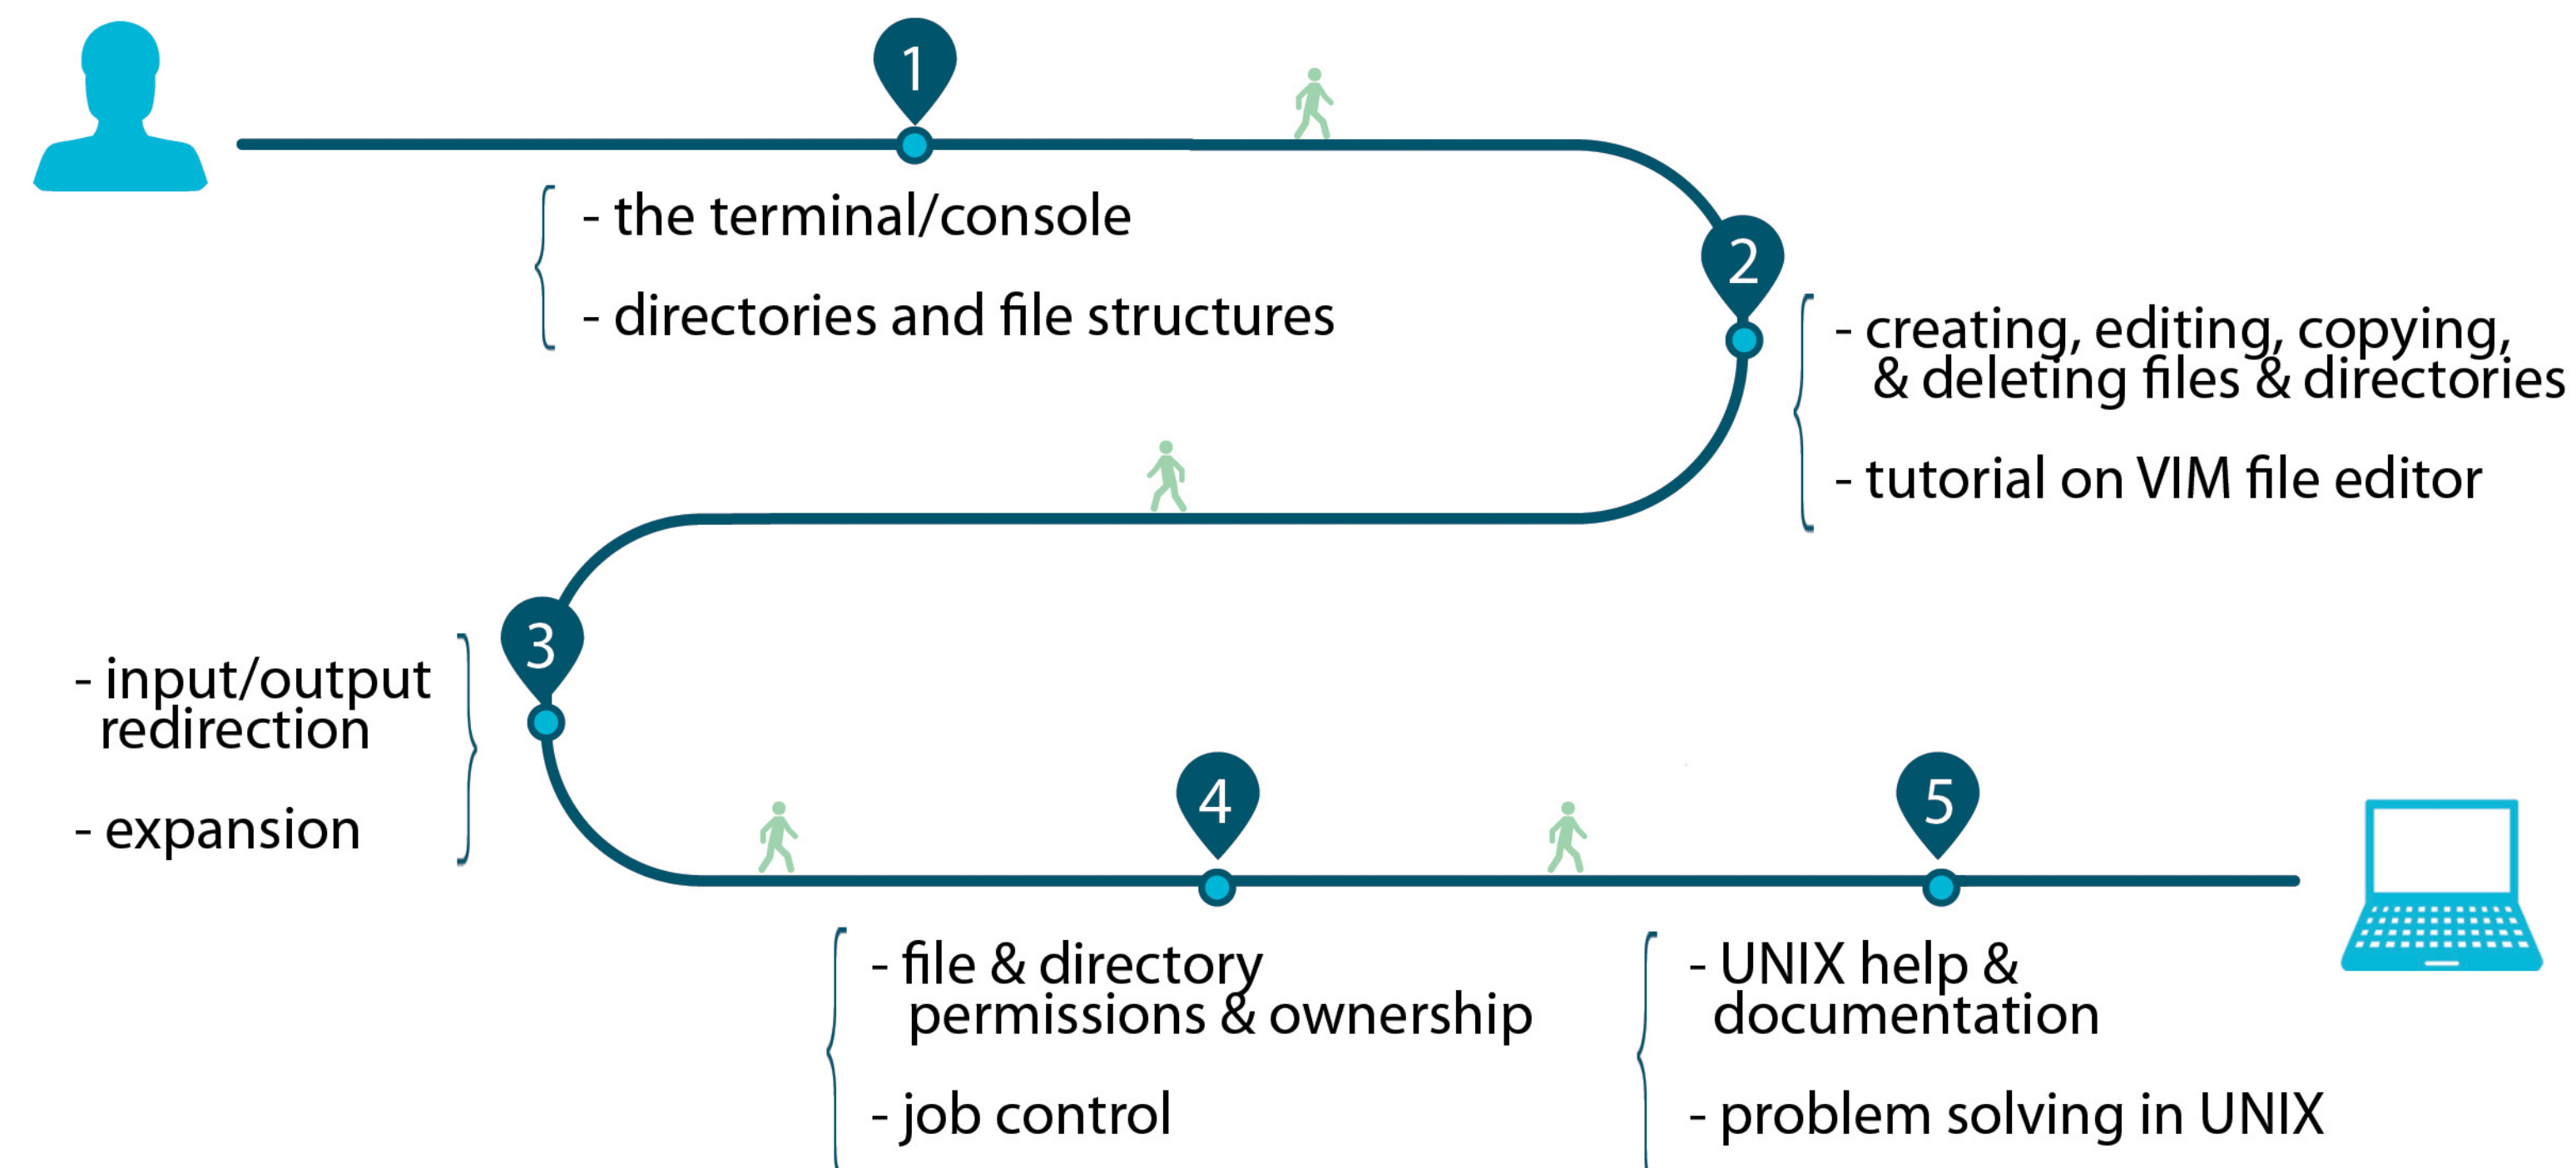 1
- the terminal/console
- directories and file structures
2
- creating, editing, copying,
& deleting files & directories
- tutorial on VIM file editor
3
- input/output
redirection
- expansion
4
- file & directory
permissions & ownership
- job control
5
- UNIX help &
documentation
- problem solving in UNIX